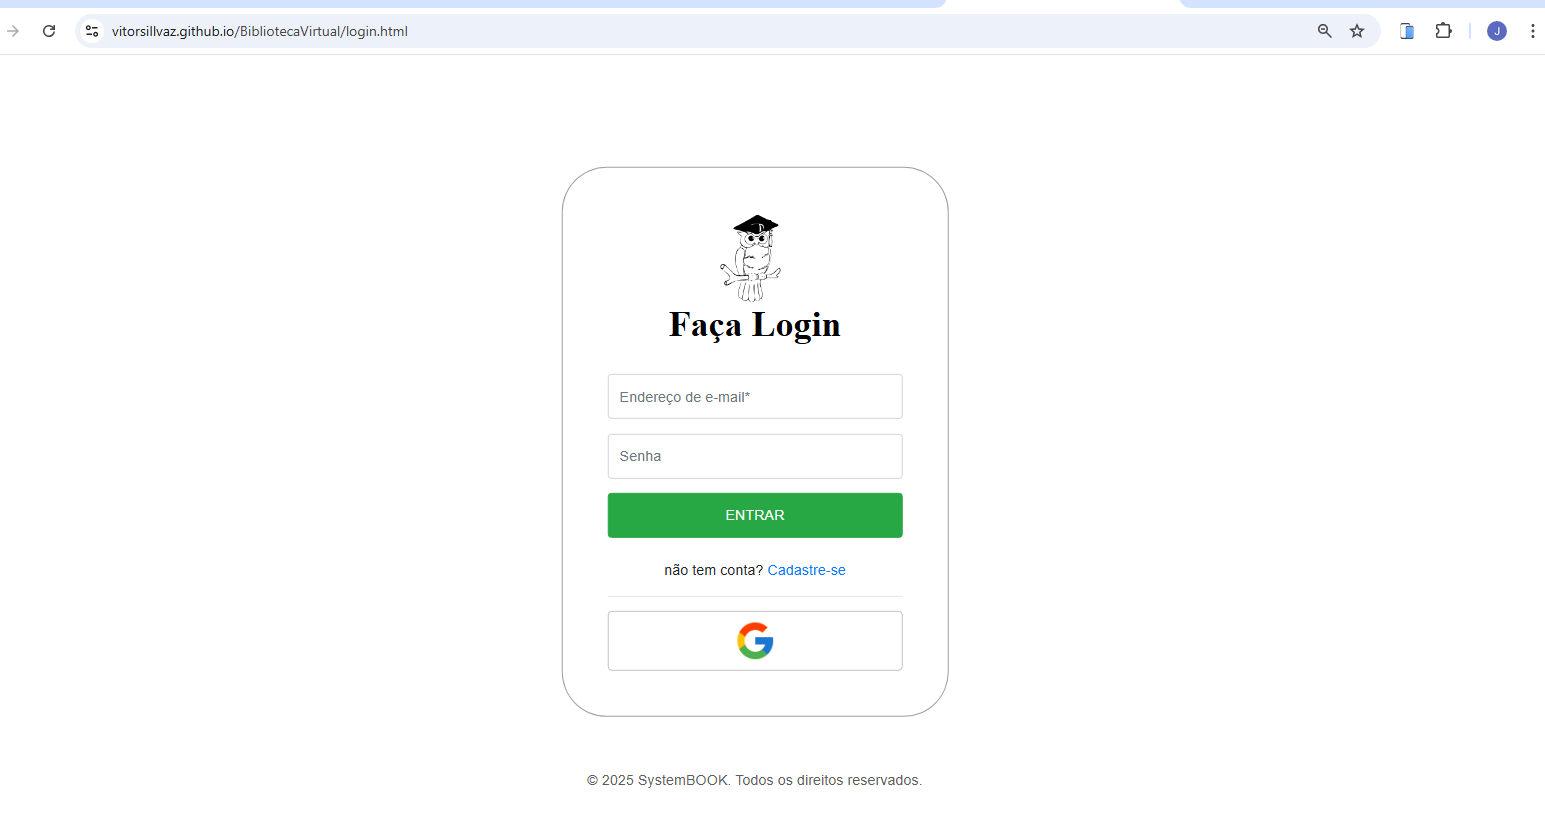 vitorsillvaz.github.io/BibliotecaVirtual/login.html
J
Faça Login
Endereço de e-mail*
Senha
ENTRAR
não tem conta? Cadastre-se
© 2025 SystemBOOK. Todos os direitos reservados.